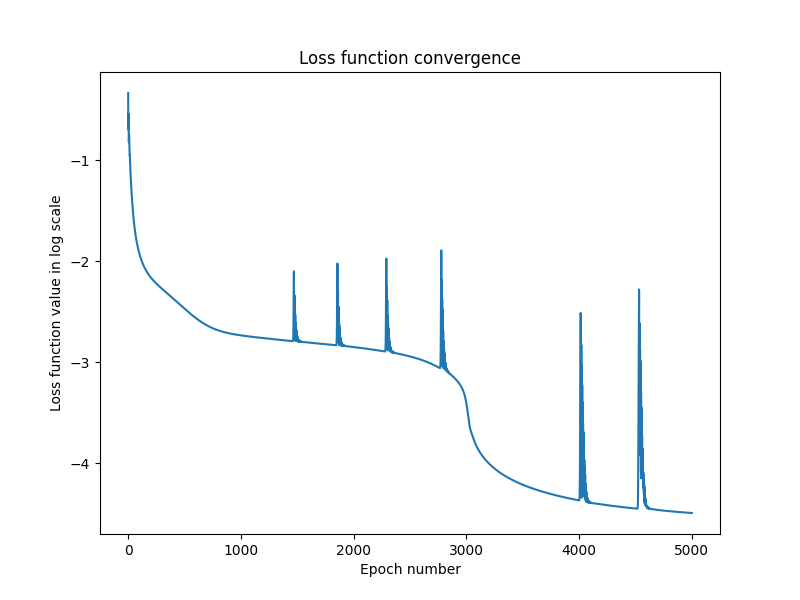 Loss function convergence
Loss function value in log scale
−1
−2
−3
−4
0 1000 2000 3000 4000 5000
Epoch number